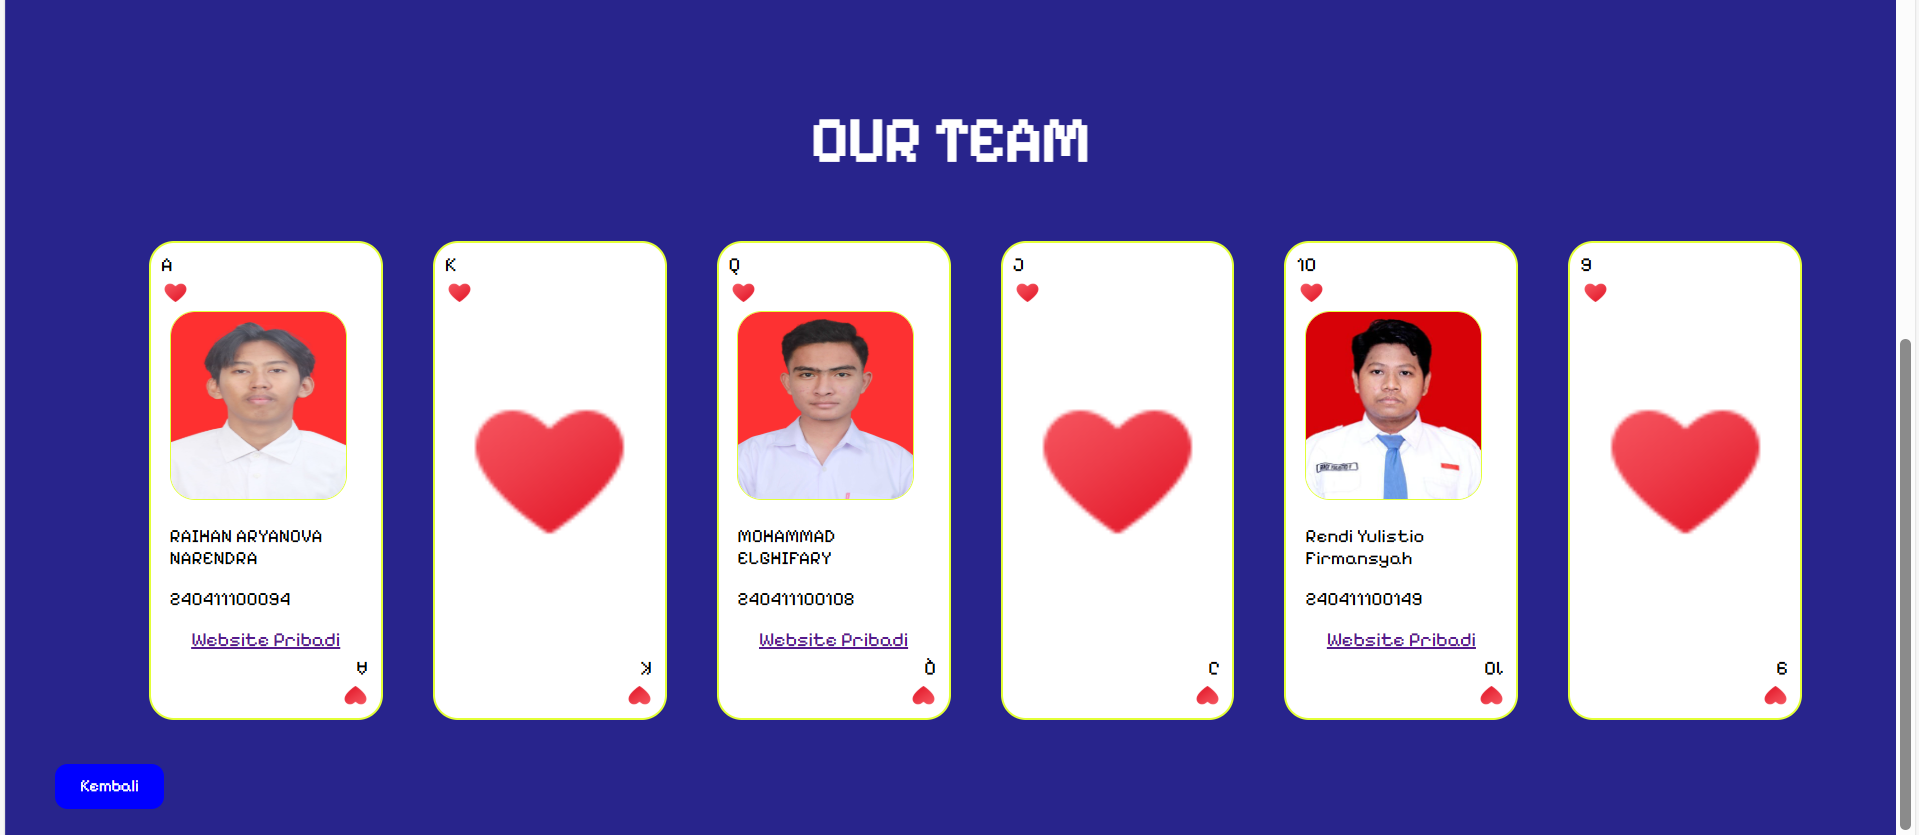 OUR TEAM
A
RAIHAN ARYANOVA
NARENDRA
240411100094
Website Pribadi
A
K
K
Q
MOHAMMAD
ELGHIFARY
240411100108
Website Pribadi
Q
J
J
10
Rendi Yulistio
Firmansyah
240411100149
Website Pribadi
10
9
9
Kembali